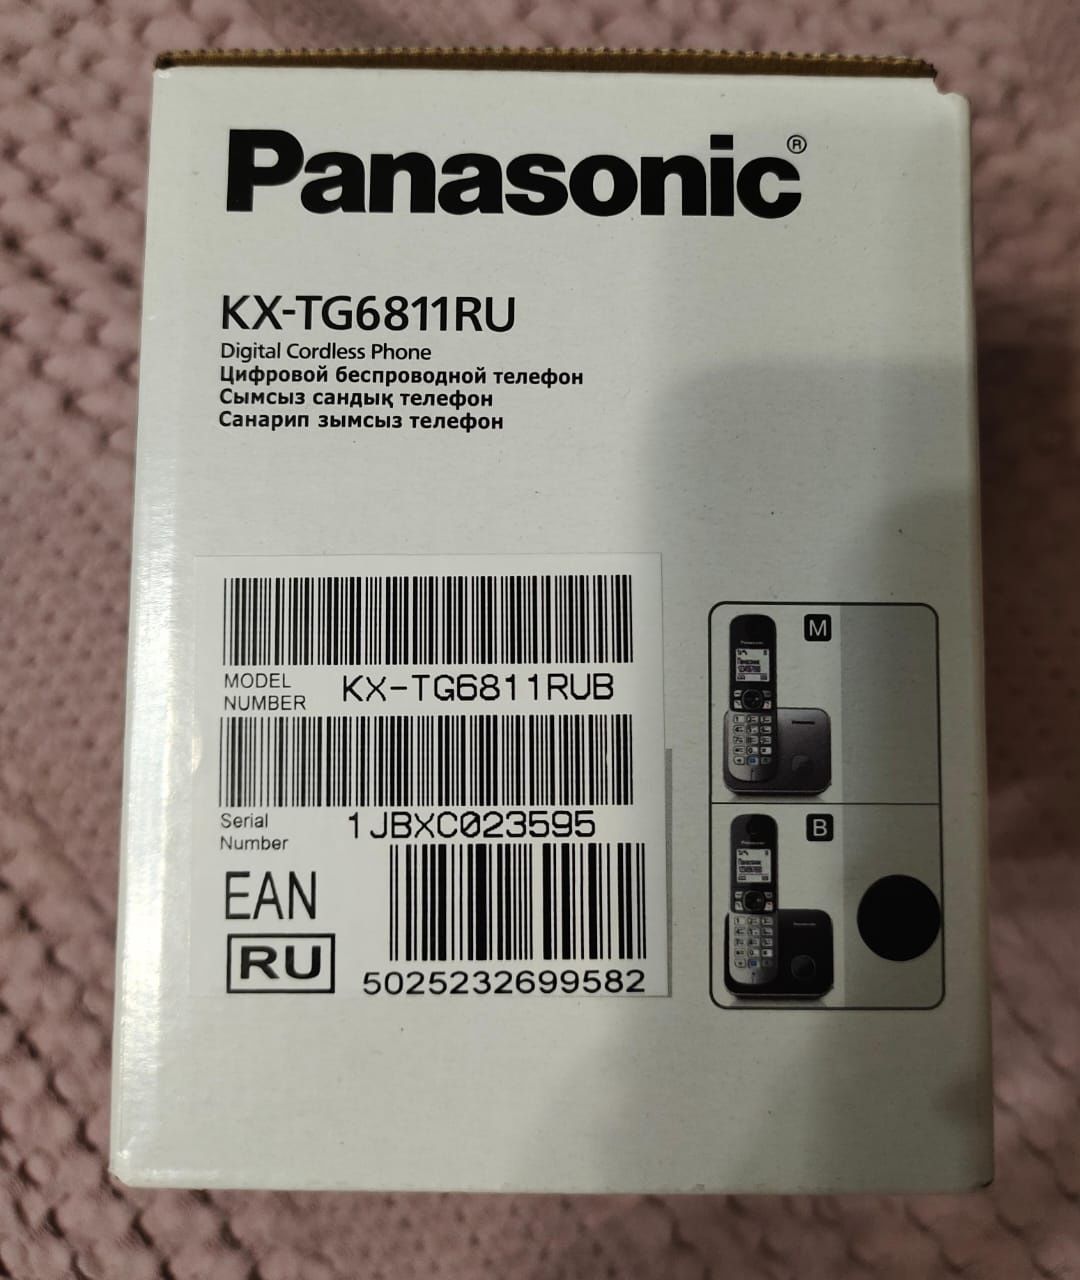 Panasonic®
KX-TG6811RU
Digital Cordless Phone
Цифровой беспроводной телефон
Сымсыз сандық телефон
Санарип зымсыз телефон
MODEL
NUMBER
KX-TG6811RUB
Serial
Number
1JBXC023595
EAN
RU
5025232699582
M
B